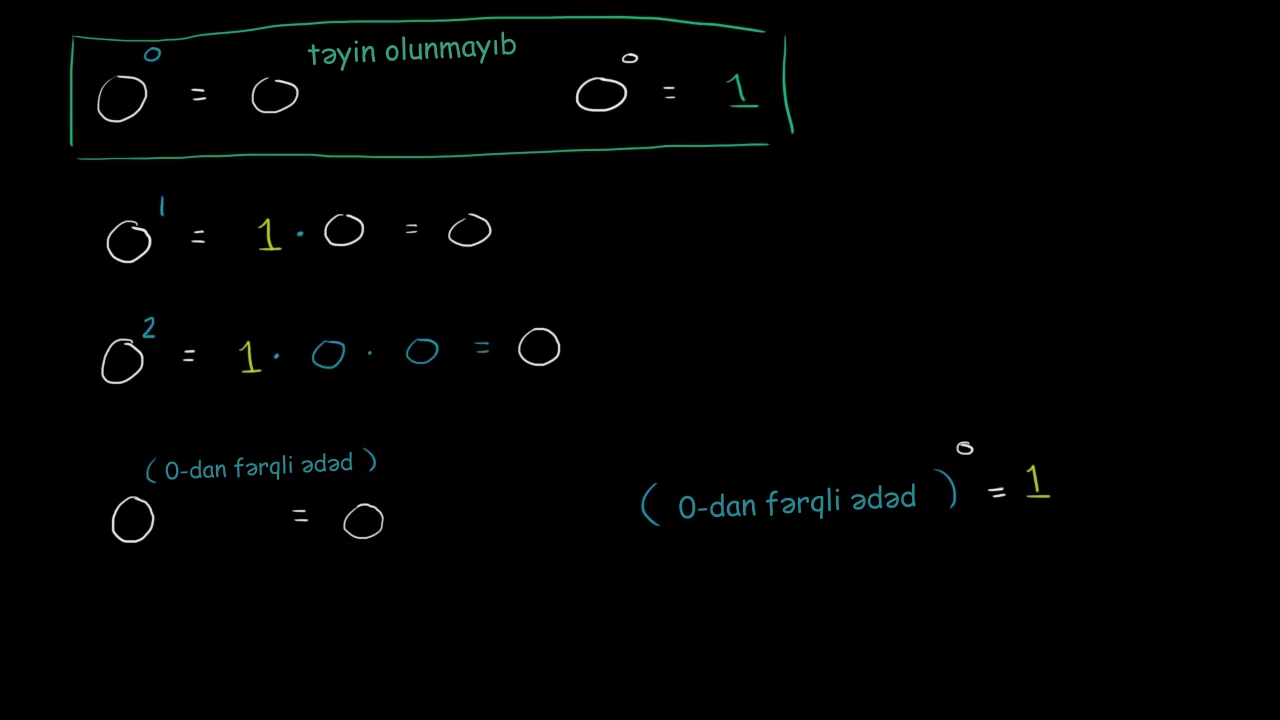 təyin olunmayıb
0⁰ = 0 0⁰ = 1
0¹ = 1 · 0 = 0
0² = 1 · 0 · 0 = 0
0^(0-dan fərqli ədəd) = 0
(0-dan fərqli ədəd)⁰ = 1